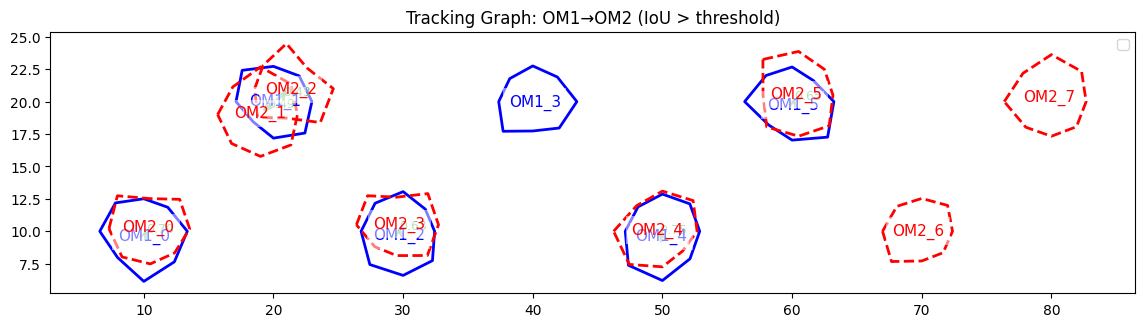 Tracking Graph: OM1→OM2 (IoU > threshold)
25.0
22.5
20.0
17.5
15.0
12.5
10.0
7.5
OM2_2
OM1_1
OM2_1
OM1_3
OM2_5
OM1_5
OM2_7
OM2_0
OM1_0
OM2_3
OM1_2
OM2_4
OM1_4
OM2_6
10
20
30
40
50
60
70
80